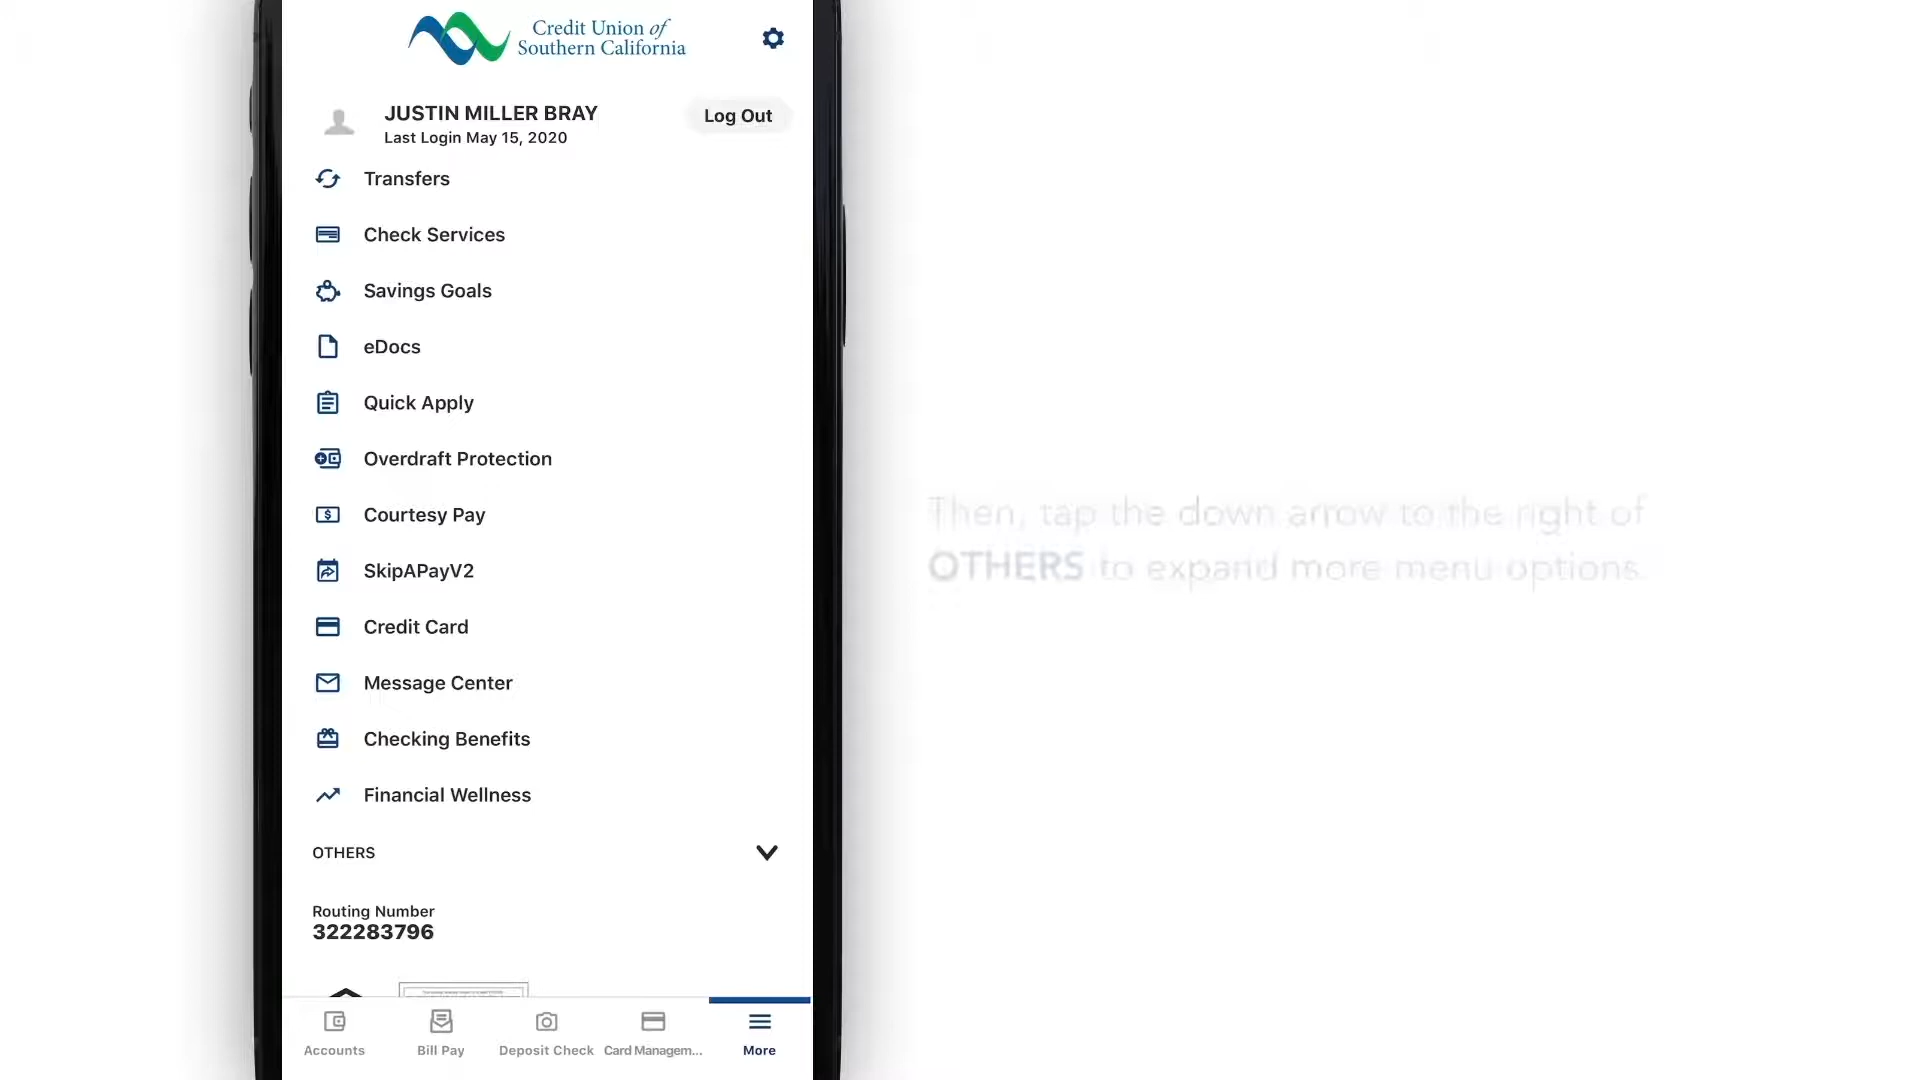 Credit Union of
Southern California
JUSTIN MILLER BRAY
Last Login May 15, 2020
Log Out
Transfers
Check Services
Savings Goals
eDocs
Quick Apply
Overdraft Protection
Courtesy Pay
SkipAPayV2
Credit Card
Message Center
Checking Benefits
Financial Wellness
OTHERS
Routing Number
322283796
Accounts
Bill Pay
Deposit Check
Card Managem...
More
Then, tap the down arrow to the right of
OTHERS to expand more menu options.